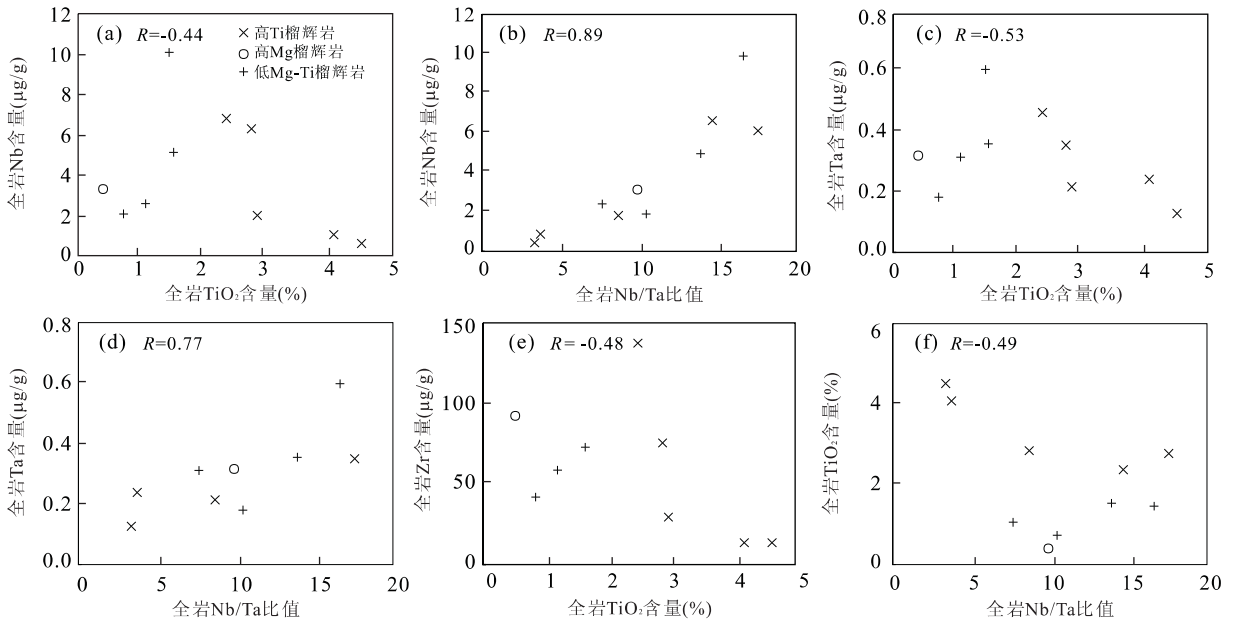 (a) R=-0.44
× 高Ti榴辉岩
○ 高Mg榴辉岩
+ 低Mg-Ti榴辉岩
12
10
8
6
4
2
0
全岩Nb含量(μg/g)
1 2 3 4 5
全岩TiO₂含量(%)
(b) R=0.89
12
10
8
6
4
2
0
全岩Nb含量(μg/g)
0 5 10 15 20
全岩Nb/Ta比值
(c) R=-0.53
0.8
0.6
0.4
0.2
0.0
全岩Ta含量(μg/g)
0 1 2 3 4 5
全岩TiO₂含量(%)
(d) R=0.77
0.8
0.6
0.4
0.2
0.0
全岩Ta含量(μg/g)
0 5 10 15 20
全岩Nb/Ta比值
(e) R= -0.48
150
100
50
0
全岩Zr含量(μg/g)
0 1 2 3 4 5
全岩TiO₂含量(%)
(f) R=-0.49
6
4
2
0
全岩TiO₂含量(%)
0 5 10 15 20
全岩Nb/Ta比值